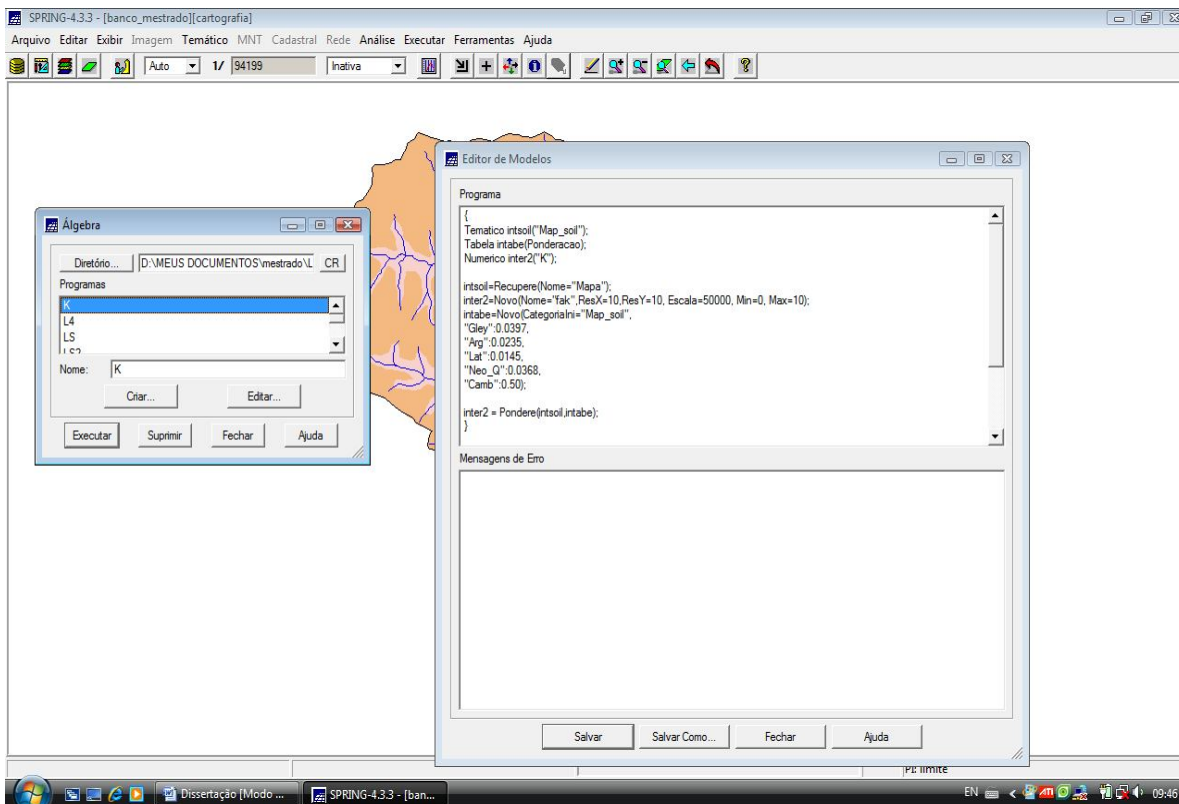 SPRING-4.3.3 - [banco_mestrado][cartografia]
Arquivo Editar Exibir Imagem Temático MNT Cadastral Rede Análise Executar Ferramentas Ajuda
Auto 1/ 94199 Inativa
Álgebra
Diretório... D:\MEUS DOCUMENTOS\mestrado\L CR
Programas
K
L4
LS
LS2
Nome: K
Criar... Editar...
Executar Suprimir Fechar Ajuda
Editor de Modelos
Programa
{
Tematico intsoil("Map_soil");
Tabela intabe(Ponderacao);
Numerico inter2("K");
intsoil=Recupere(Nome="Mapa");
inter2=Novo(Nome="fak",ResX=10,ResY=10, Escala=50000, Min=0, Max=10);
intabe=Novo(CategoriaIni="Map_soil",
"Gley":0.0397,
"Arg":0.0235,
"Lat":0.0145,
"Neo_Q":0.0368,
"Camb":0.50);
inter2 = Pondere(intsoil,intabe);
}
Mensagens de Erro
Salvar Salvar Como... Fechar Ajuda
PI: limite
Dissertação [Modo ... SPRING-4.3.3 - [ban... EN 09:46